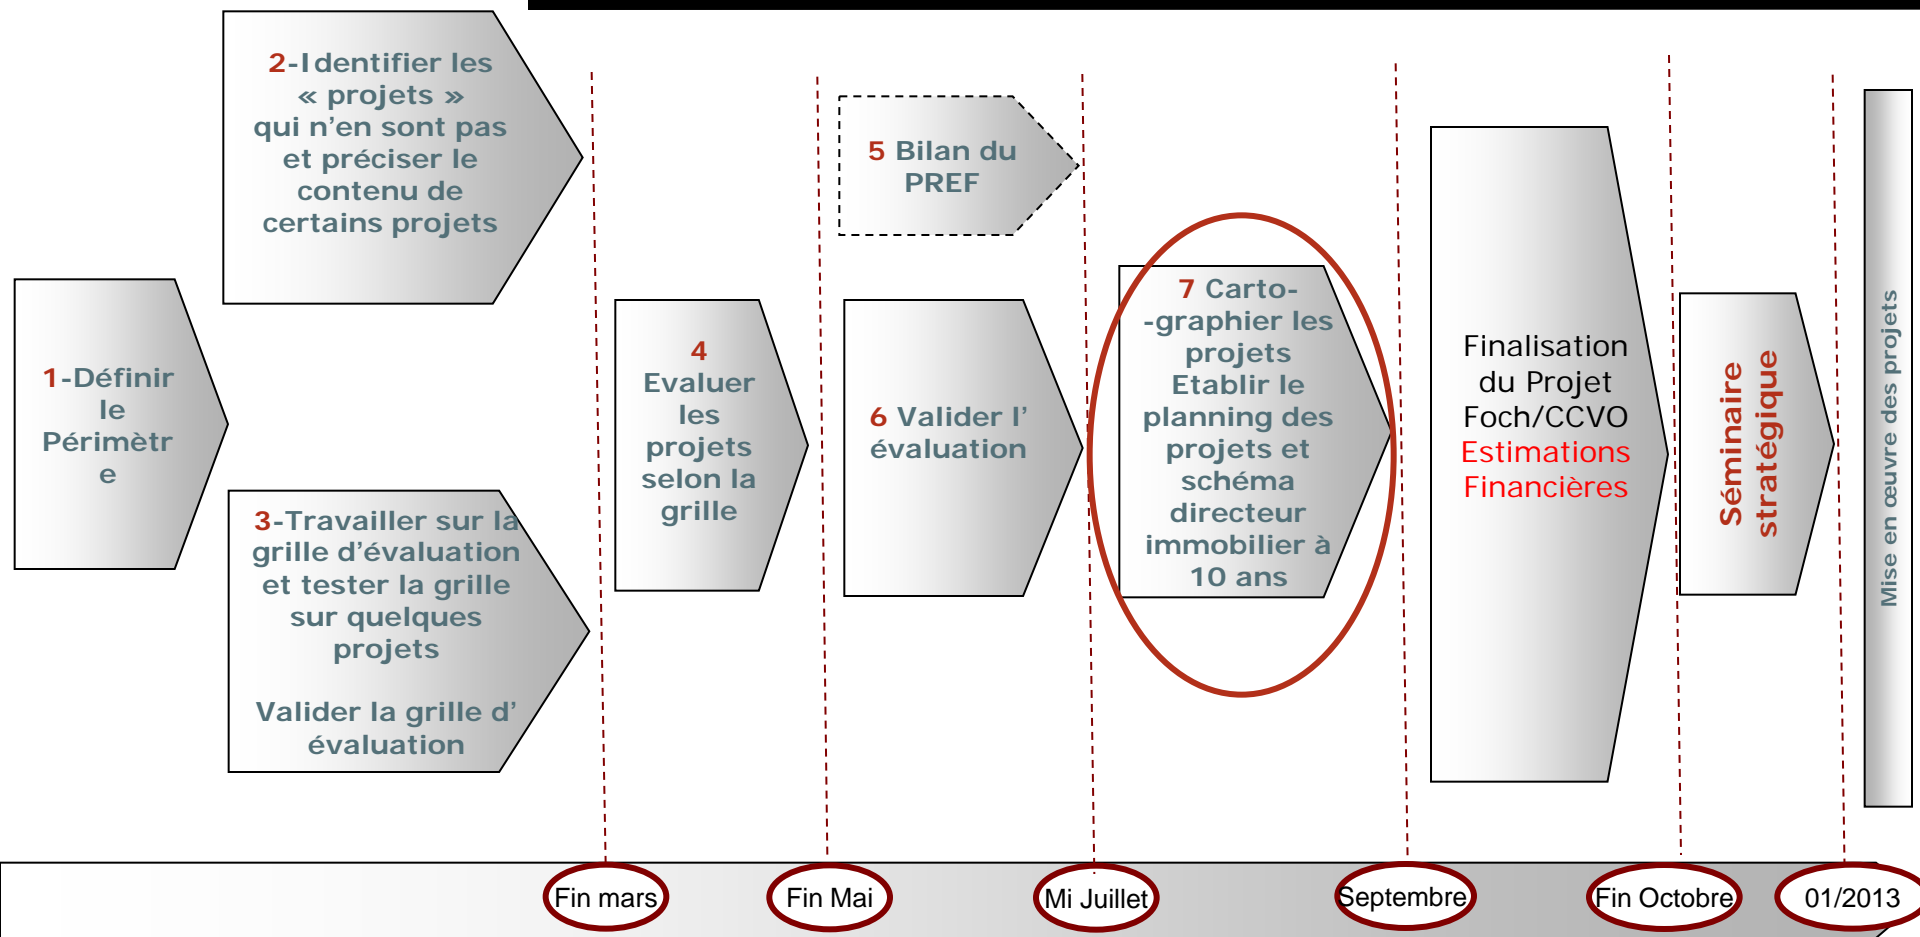 1-Définir
le
Périmètr
e
2-Identifier les
« projets »
qui n'en sont pas
et préciser le
contenu de
certains projets
3-Travailler sur la
grille d'évaluation
et tester la grille
sur quelques
projets
Valider la grille d'
évaluation
4
Evaluer
les
projets
selon la
grille
5 Bilan du
PREF
6 Valider l'
évaluation
7 Carto-
-graphier les
projets
Etablir le
planning des
projets et
schéma
directeur
immobilier à
10 ans
Finalisation
du Projet
Foch/CCVO
Estimations
Financières
Séminaire
stratégique
Mise en œuvre des projets
Fin mars
Fin Mai
Mi Juillet
Septembre
Fin Octobre
01/2013